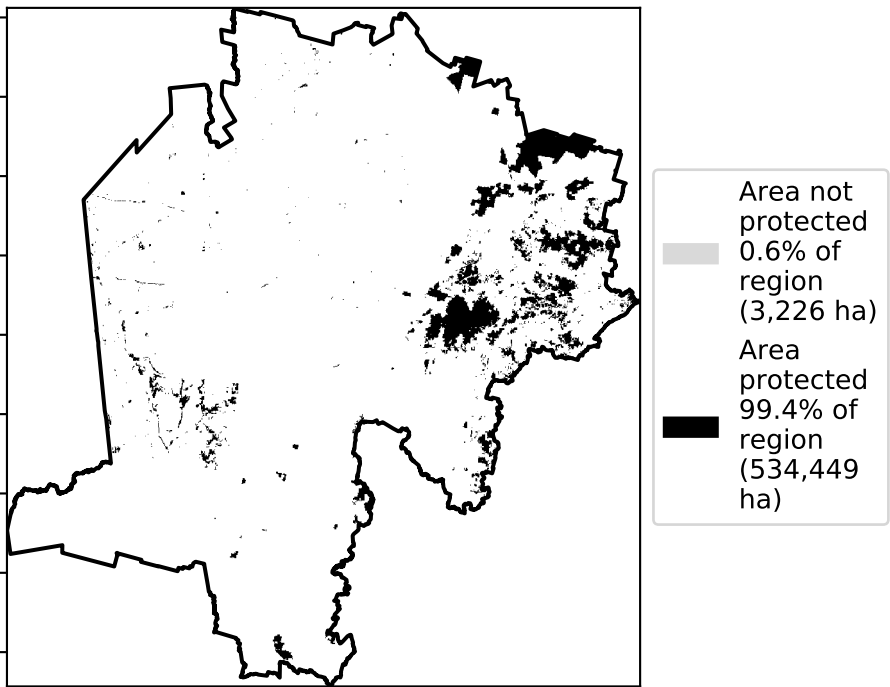 Area not
protected
0.6% of
region
(3,226 ha)
Area
protected
99.4% of
region
(534,449
ha)